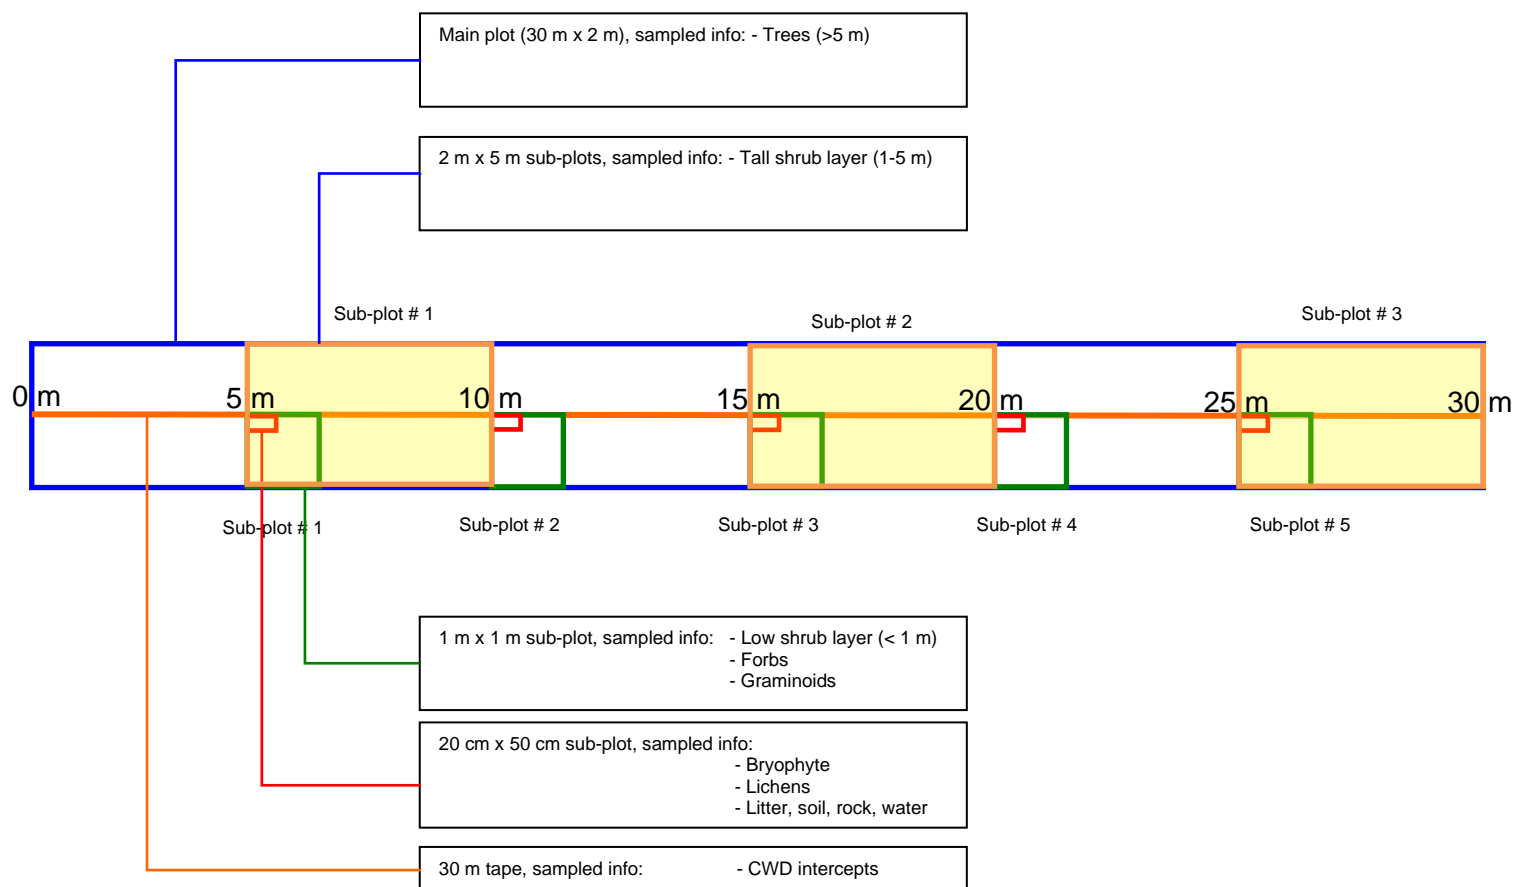 Main plot (30 m x 2 m), sampled info: - Trees (>5 m)
2 m x 5 m sub-plots, sampled info: - Tall shrub layer (1-5 m)
Sub-plot # 1
Sub-plot # 2
Sub-plot # 3
0 m
5 m
10 m
15 m
20 m
25 m
30 m
Sub-plot # 1
Sub-plot # 2
Sub-plot # 3
Sub-plot # 4
Sub-plot # 5
1 m x 1 m sub-plot, sampled info: - Low shrub layer (< 1 m)
- Forbs
- Graminoids
20 cm x 50 cm sub-plot, sampled info:
- Bryophyte
- Lichens
- Litter, soil, rock, water
30 m tape, sampled info: - CWD intercepts